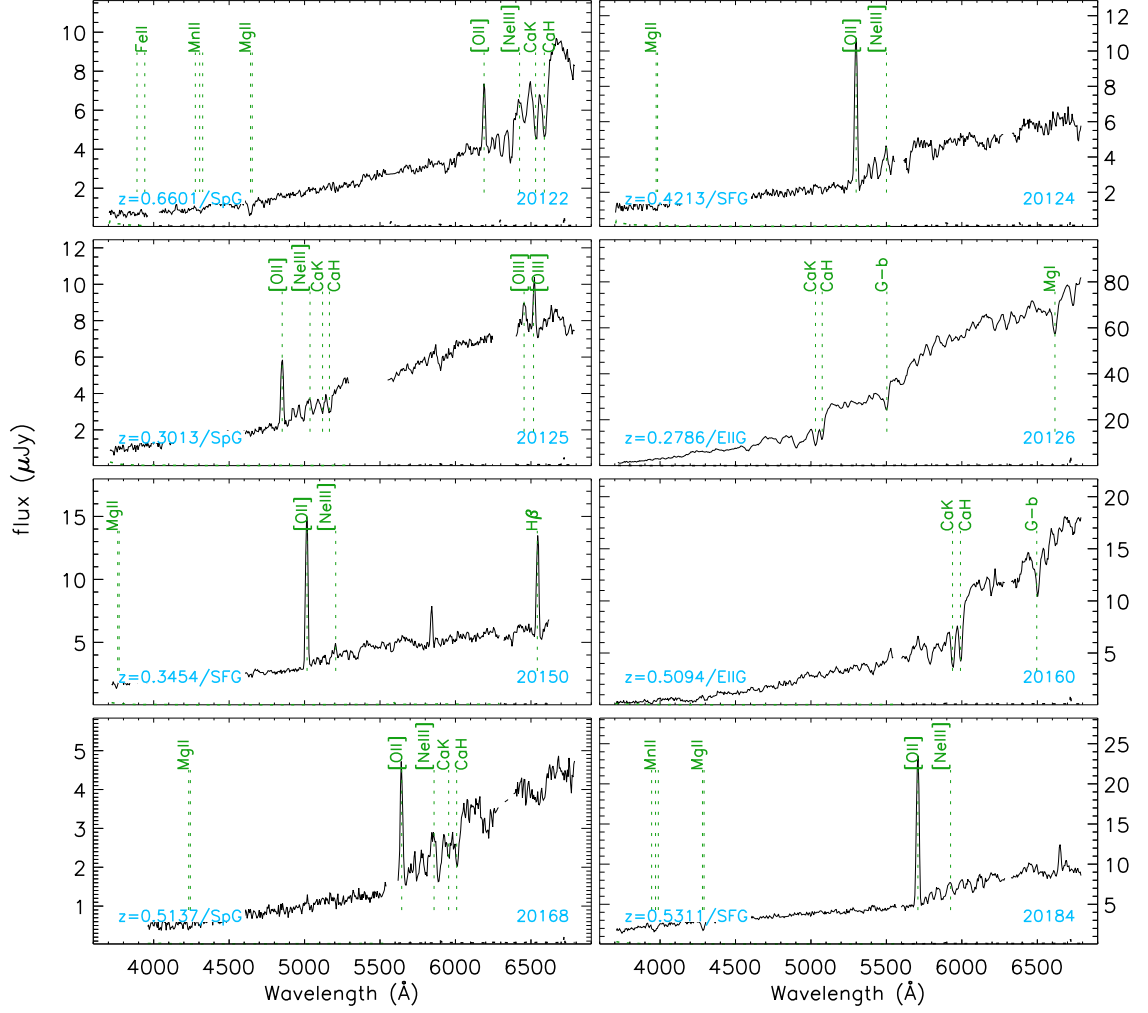 10
8
6
4
2
FeII
MnII
MgII
[OII]
[NeIII]
CaK
CaH
z=0.6601/SpG
20122
12
10
8
6
4
2
MgII
[OII]
[NeIII]
z=0.4213/SFG
20124
12
10
8
6
4
2
[OII]
[NeIII]
CaK
CaH
[OIII]
[OIII]
z=0.3013/SpG
20125
80
60
40
20
CaK
CaH
G-b
MgI
z=0.2786/EllG
20126
flux (μJy)
15
10
5
MgII
[OII]
[NeIII]
Hβ
z=0.3454/SFG
20150
20
15
10
5
CaK
CaH
G-b
z=0.5094/EllG
20160
5
4
3
2
1
MgII
[OII]
[NeIII]
CaK
CaH
z=0.5137/SpG
20168
25
20
15
10
5
MnII
MgII
[OII]
[NeIII]
z=0.5311/SFG
20184
4000 4500 5000 5500 6000 6500
Wavelength (Å)
4000 4500 5000 5500 6000 6500
Wavelength (Å)